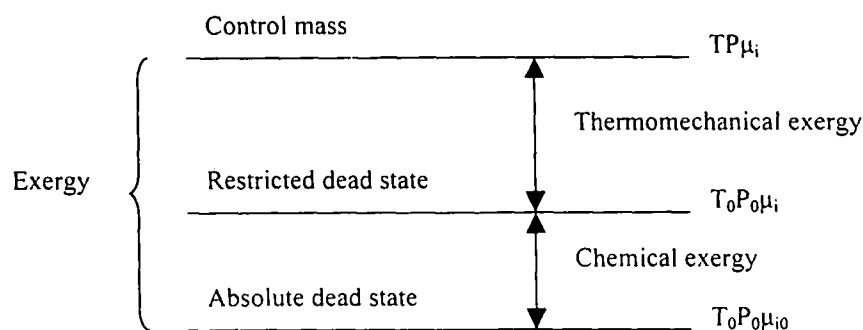 Control mass
TPμᵢ
Thermomechanical exergy
Exergy
Restricted dead state
T₀P₀μᵢ
Chemical exergy
Absolute dead state
T₀P₀μᵢ₀